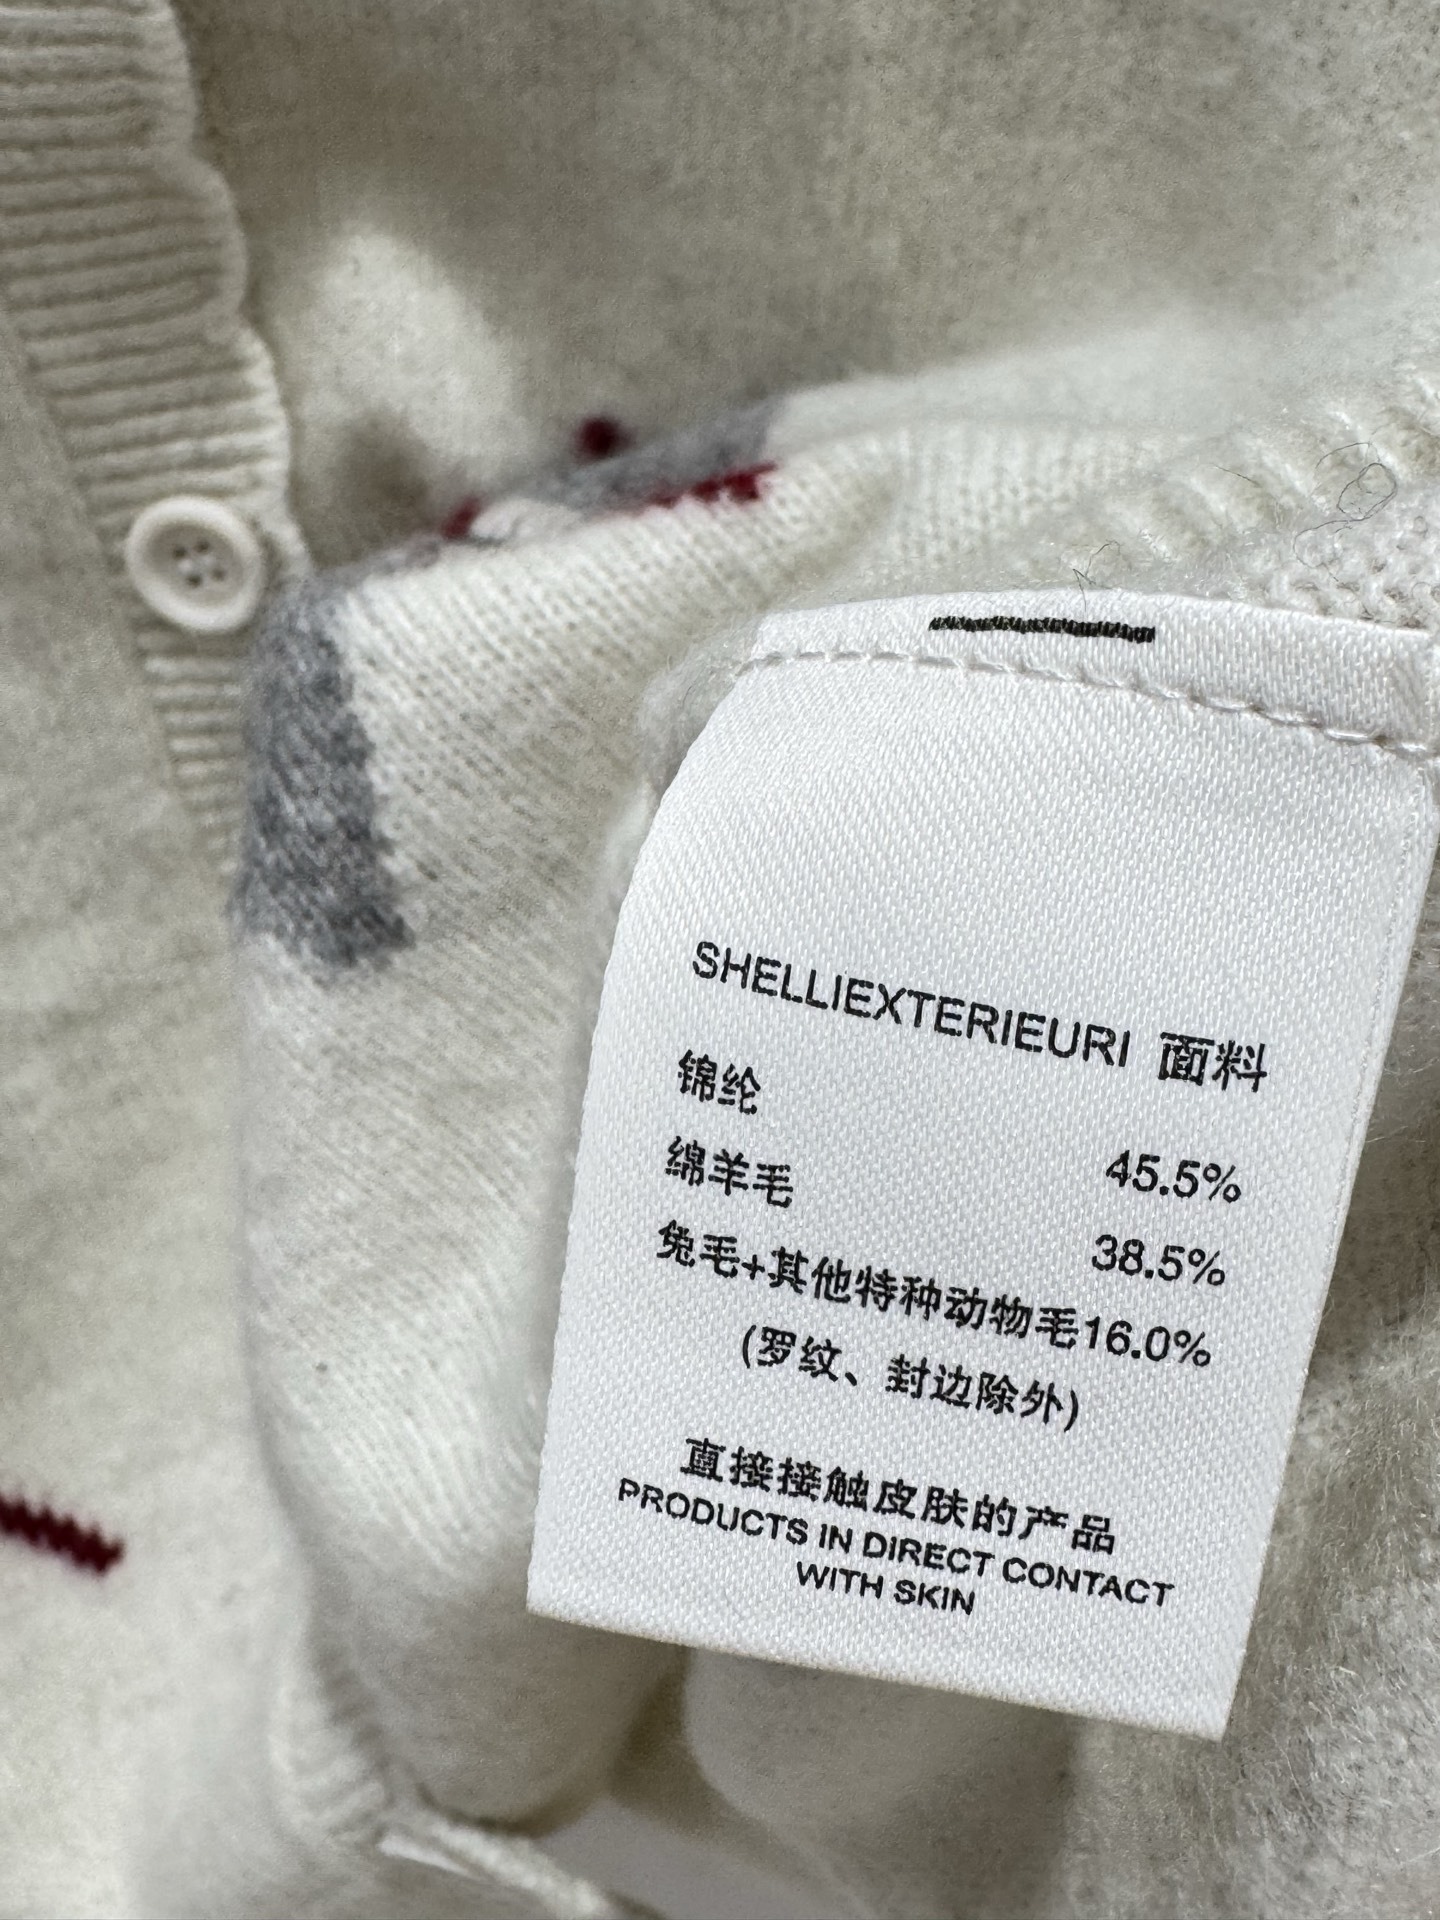 SHELLIEXTERIEURI 面料
锦纶 45.5%
绵羊毛 38.5%
兔毛+其他特种动物毛16.0%
(罗纹、封边除外)
直接接触皮肤的产品
PRODUCTS IN DIRECT CONTACT
WITH SKIN